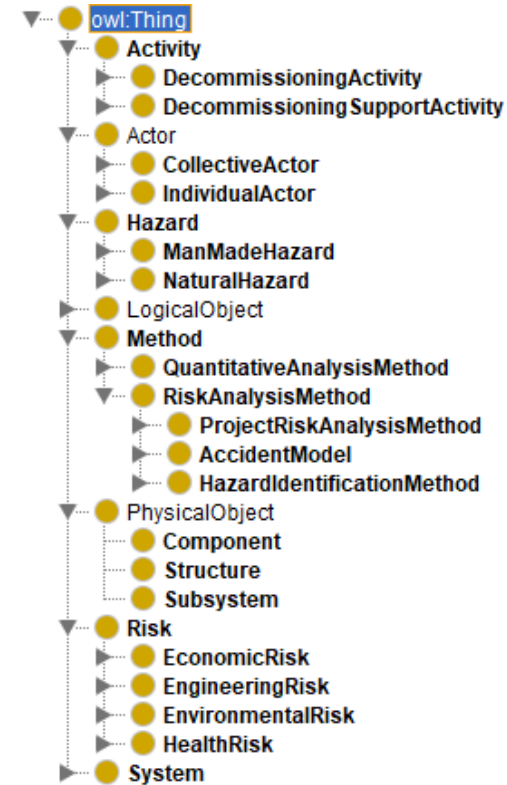 owl:Thing
Activity
DecommissioningActivity
DecommissioningSupportActivity
Actor
CollectiveActor
IndividualActor
Hazard
ManMadeHazard
NaturalHazard
LogicalObject
Method
QuantitativeAnalysisMethod
RiskAnalysisMethod
ProjectRiskAnalysisMethod
AccidentModel
HazardIdentificationMethod
PhysicalObject
Component
Structure
Subsystem
Risk
EconomicRisk
EngineeringRisk
EnvironmentalRisk
HealthRisk
System